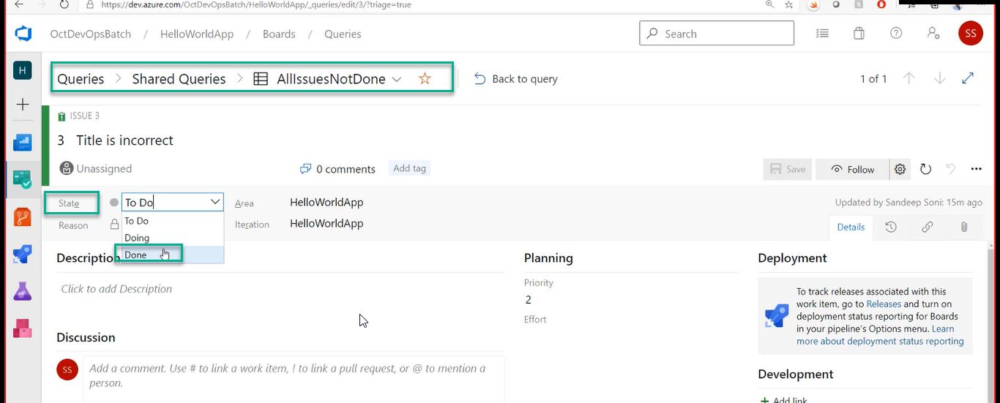 https://dev.azure.com/OctDevOpsBatch/HelloWorldApp/_queries/edit/3/?triage=true
OctDevOpsBatch / HelloWorldApp / Boards / Queries
Search
SS
H
Queries > Shared Queries > AllIssuesNotDone
Back to query
1 of 1
ISSUE 3
3 Title is incorrect
Unassigned
0 comments
Add tag
Save
Follow
State
To Do
Area
HelloWorldApp
Updated by Sandeep Soni: 15m ago
Reason
To Do
Iteration
HelloWorldApp
Details
Doing
Done
Description
Click to add Description
Planning
Priority
2
Effort
Deployment
To track releases associated with this
work item, go to Releases and turn on
deployment status reporting for Boards
in your pipeline's Options menu. Learn
more about deployment status reporting
Discussion
SS
Add a comment. Use # to link a work item, ! to link a pull request, or @ to mention a
person.
Development
Add link